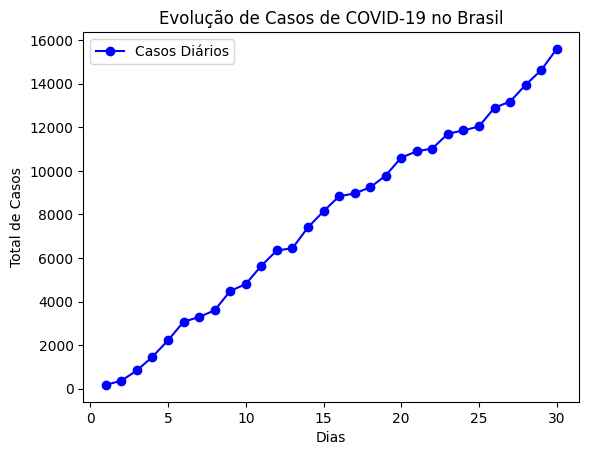 Evolução de Casos de COVID-19 no Brasil
Casos Diários
Total de Casos
16000
14000
12000
10000
8000
6000
4000
2000
0
0 5 10 15 20 25 30
Dias